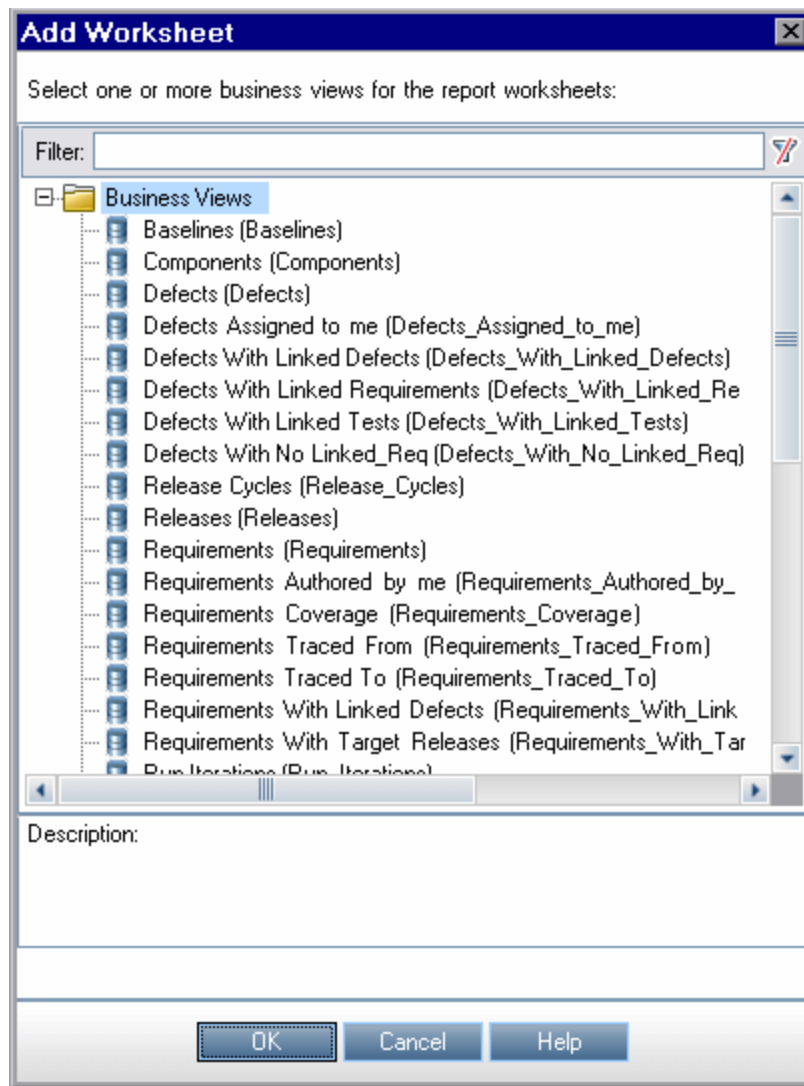 Add Worksheet
Select one or more business views for the report worksheets:
Filter:
Business Views
Baselines (Baselines)
Components (Components)
Defects (Defects)
Defects Assigned to me (Defects_Assigned_to_me)
Defects With Linked Defects (Defects_With_Linked_Defects)
Defects With Linked Requirements (Defects_With_Linked_Re
Defects With Linked Tests (Defects_With_Linked_Tests)
Defects With No Linked_Req (Defects_With_No_Linked_Req)
Release Cycles (Release_Cycles)
Releases (Releases)
Requirements (Requirements)
Requirements Authored by me (Requirements_Authored_by_
Requirements Coverage (Requirements_Coverage)
Requirements Traced From (Requirements_Traced_From)
Requirements Traced To (Requirements_Traced_To)
Requirements With Linked Defects (Requirements_With_Link
Requirements With Target Releases (Requirements_With_Tar
Run Iterations (Run_Iterations)
Description:
OK Cancel Help